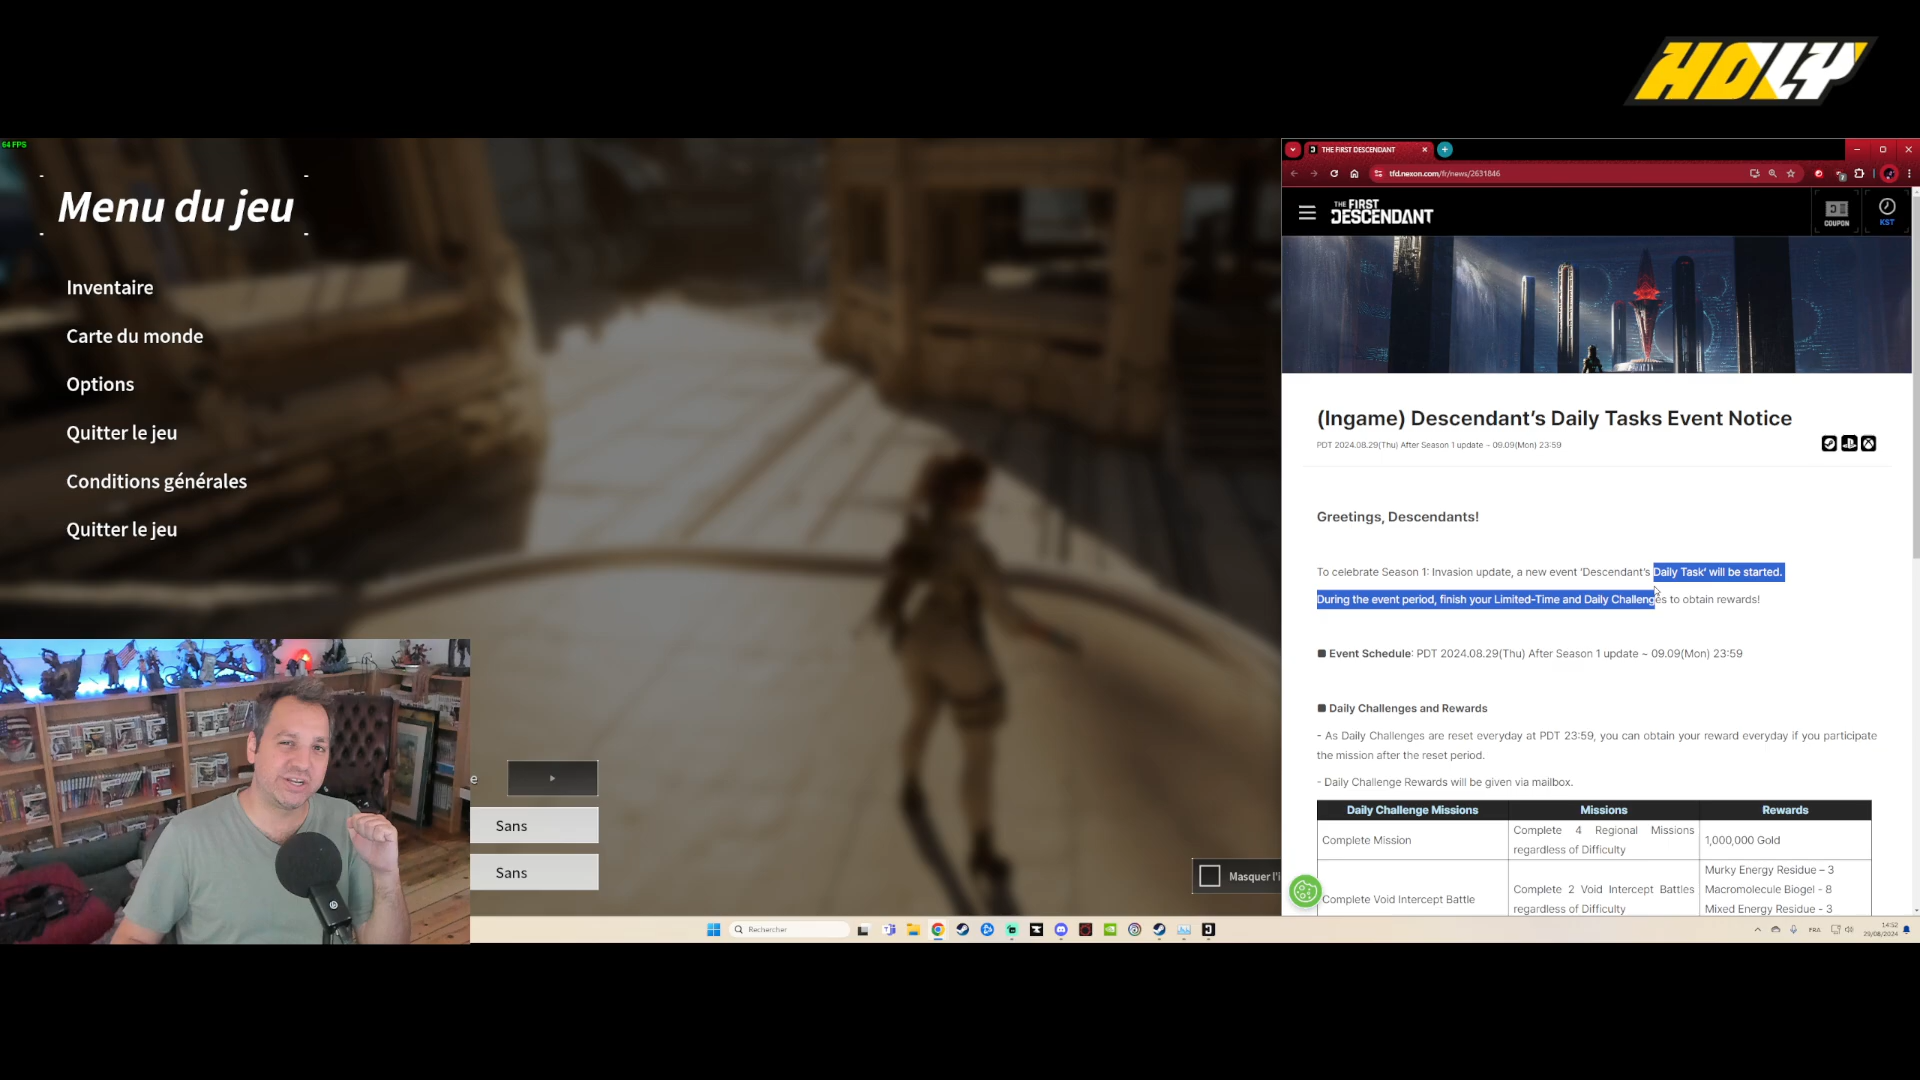 HOLY
64 FPS
Menu du jeu
Inventaire
Carte du monde
Options
Quitter le jeu
Conditions générales
Quitter le jeu
Sans
Sans
Masquer l'i
THE FIRST DESCENDANT
tfd.nexon.com/fr/news/2631846
THE FIRST
DESCENDANT
COUPON
KST
(Ingame) Descendant's Daily Tasks Event Notice
PDT 2024.08.29(Thu) After Season 1 update ~ 09.09(Mon) 23:59
Greetings, Descendants!
To celebrate Season 1: Invasion update, a new event 'Descendant's Daily Task' will be started.
During the event period, finish your Limited-Time and Daily Challenges to obtain rewards!
■ Event Schedule: PDT 2024.08.29(Thu) After Season 1 update ~ 09.09(Mon) 23:59
■ Daily Challenges and Rewards
- As Daily Challenges are reset everyday at PDT 23:59, you can obtain your reward everyday if you participate
the mission after the reset period.
- Daily Challenge Rewards will be given via mailbox.
Daily Challenge Missions Missions Rewards
Complete Mission
Complete 4 Regional Missions
regardless of Difficulty
1,000,000 Gold
Complete Void Intercept Battle
Complete 2 Void Intercept Battles
regardless of Difficulty
Murky Energy Residue – 3
Macromolecule Biogel - 8
Mixed Energy Residue - 3
Rechercher
FRA
14:52
29/08/2024